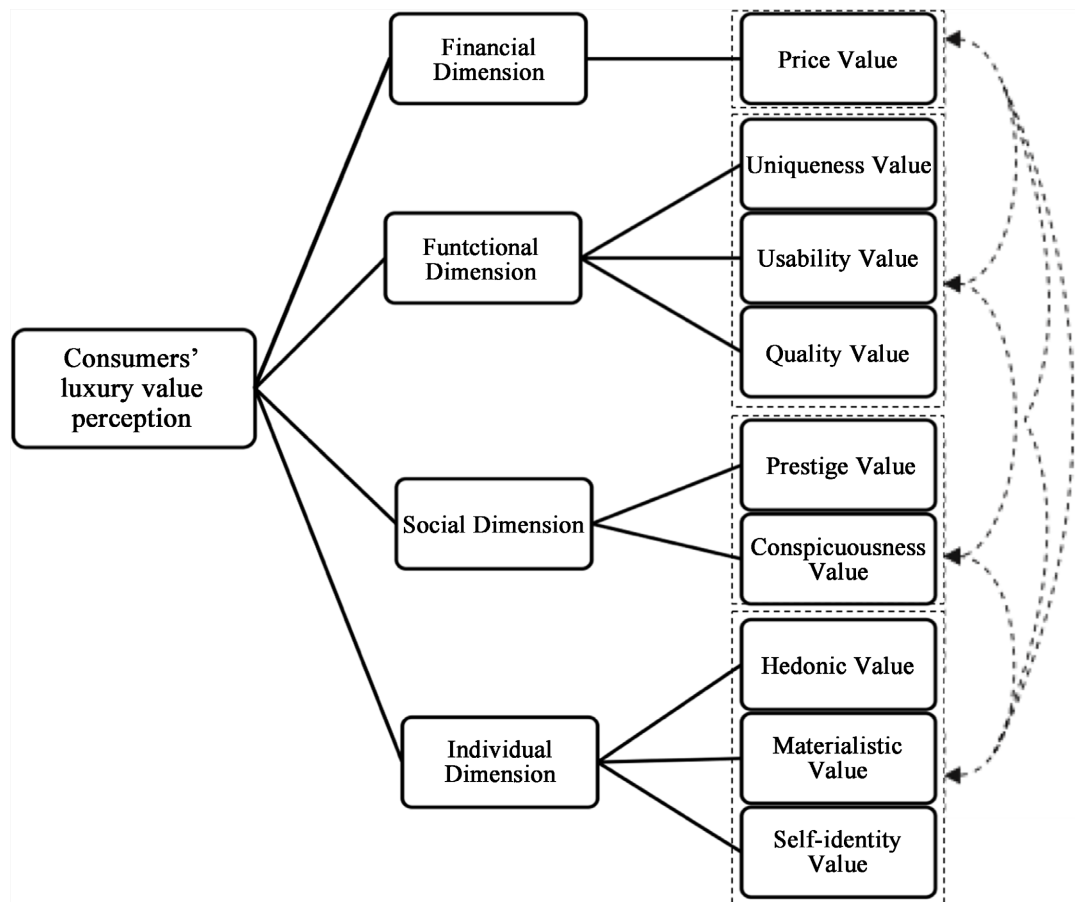 Financial
Dimension
Price Value
Uniqueness Value
Funtctional
Dimension
Usability Value
Quality Value
Consumers’
luxury value
perception
Prestige Value
Social Dimension
Conspicuousness
Value
Hedonic Value
Individual
Dimension
Materialistic
Value
Self-identity
Value